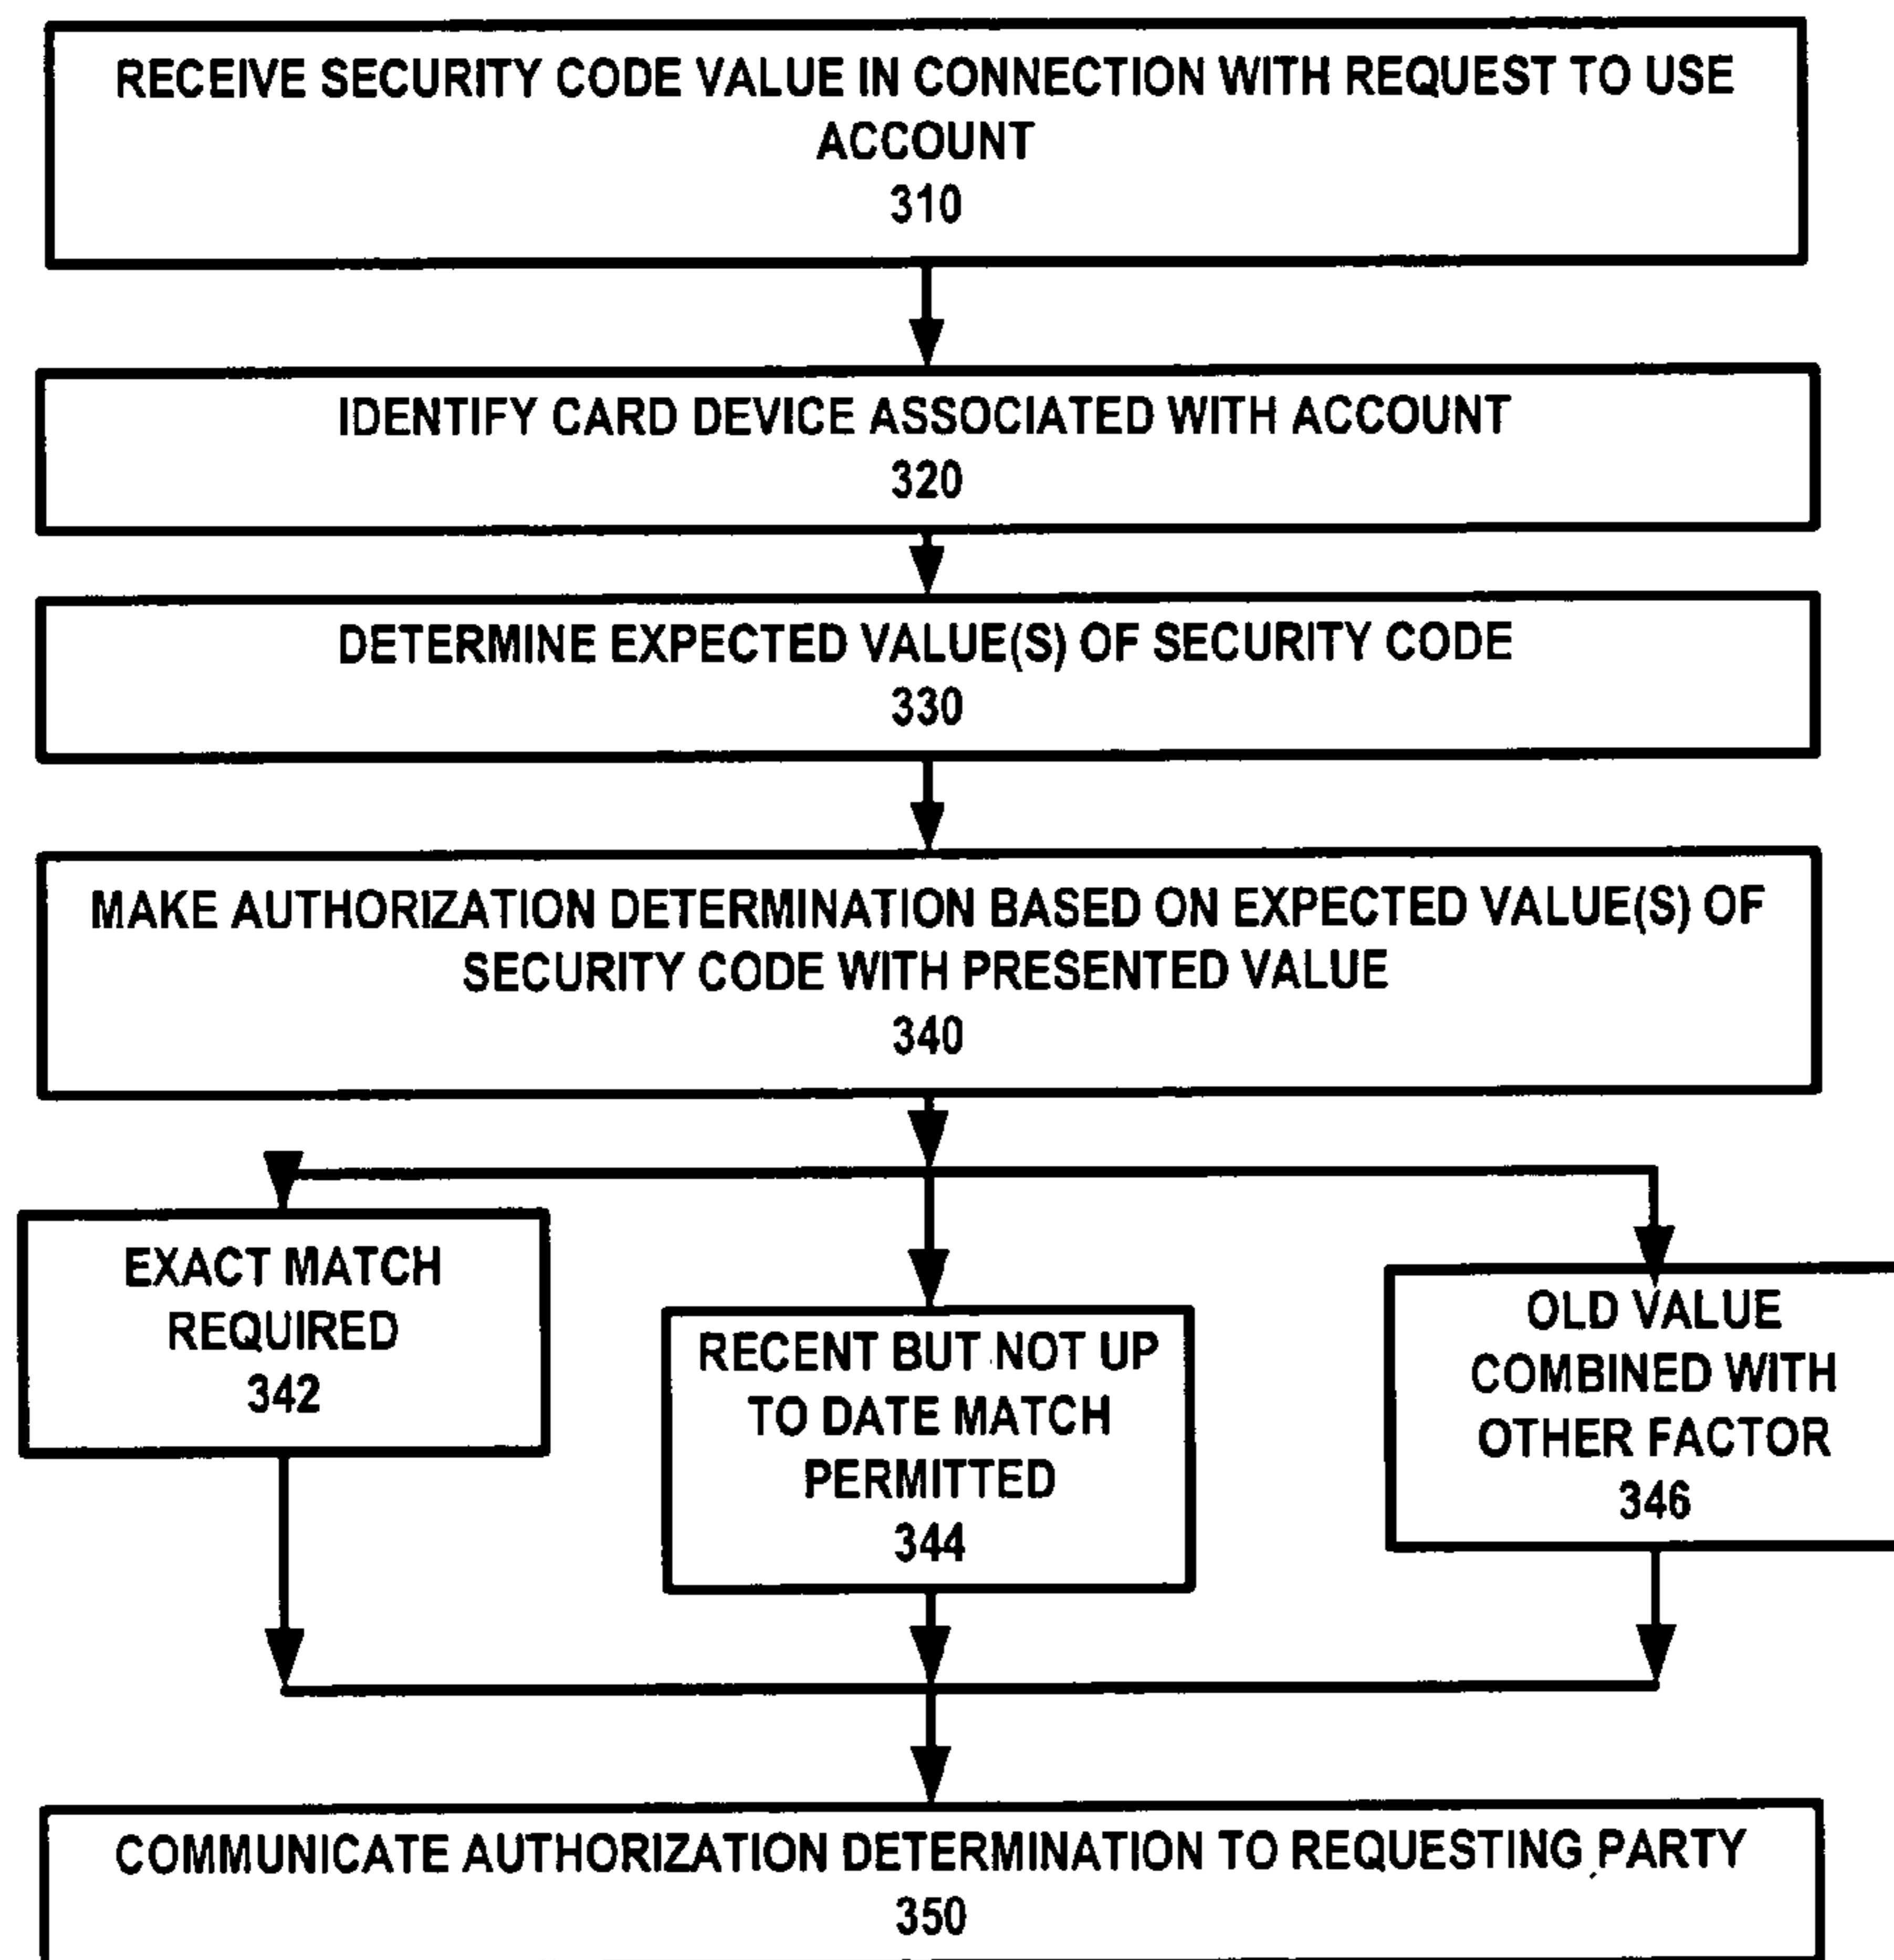 RECEIVE SECURITY CODE VALUE IN CONNECTION WITH REQUEST TO USE
ACCOUNT
310
IDENTIFY CARD DEVICE ASSOCIATED WITH ACCOUNT
320
DETERMINE EXPECTED VALUE(S) OF SECURITY CODE
330
MAKE AUTHORIZATION DETERMINATION BASED ON EXPECTED VALUE(S) OF
SECURITY CODE WITH PRESENTED VALUE
340
EXACT MATCH
REQUIRED
342
RECENT BUT NOT UP
TO DATE MATCH
PERMITTED
344
OLD VALUE
COMBINED WITH
OTHER FACTOR
346
COMMUNICATE AUTHORIZATION DETERMINATION TO REQUESTING PARTY
350